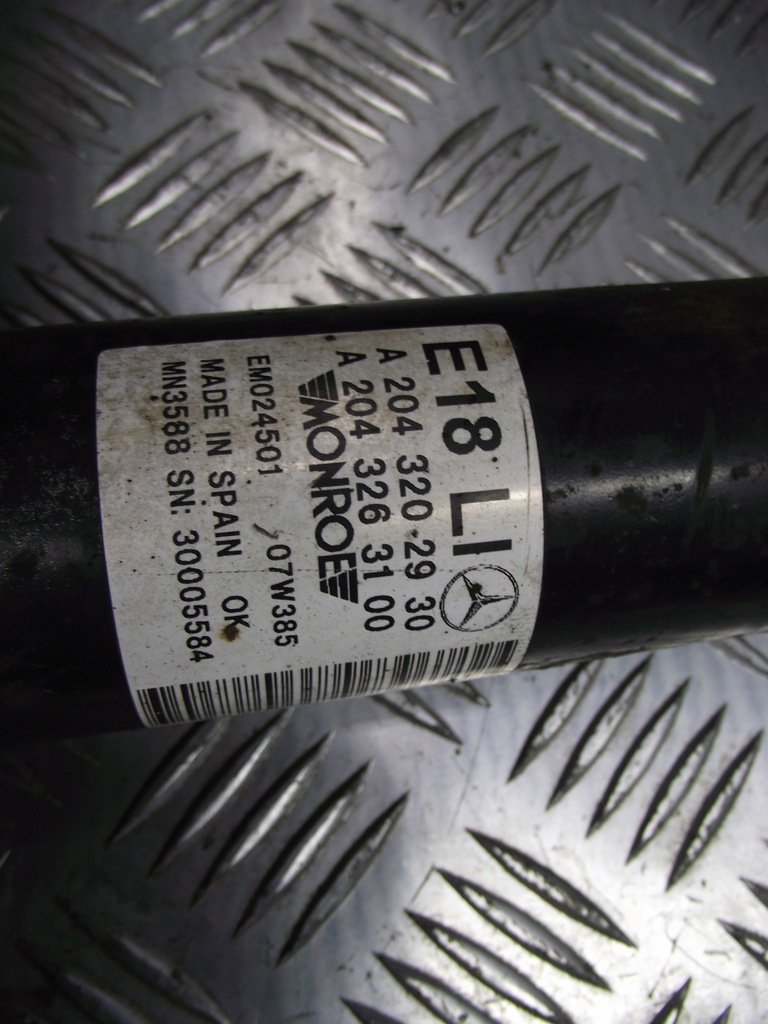 E18 LI
A 204 320 29 30
A 204 326 31 00
MONROE
EM024501 07W385
MADE IN SPAIN OK
MN3588 SN: 30005584